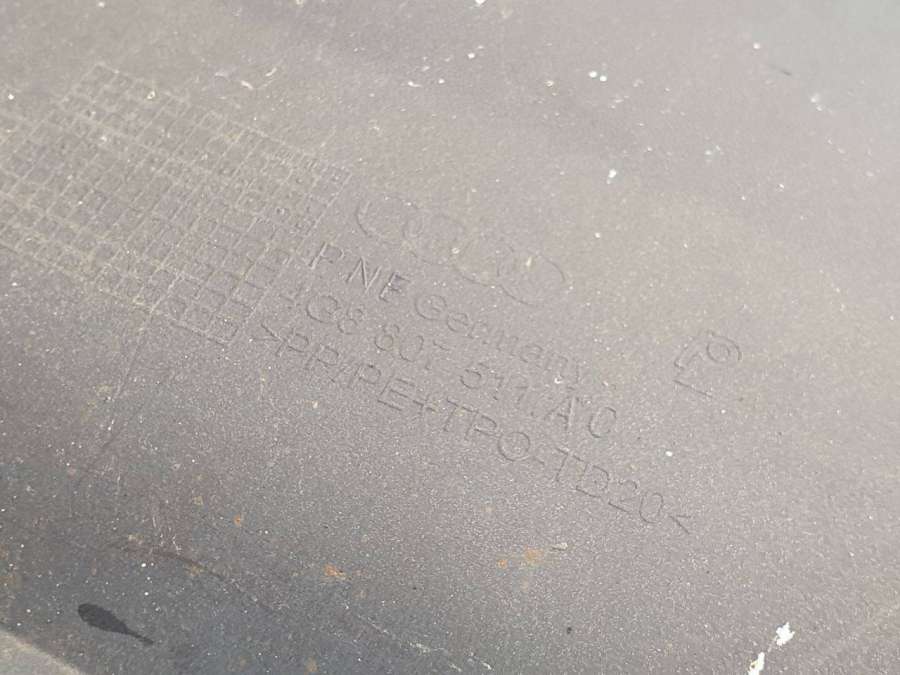 PNE Germany
4G8 807 511 A C
>PP/PE+TPO-TD20<